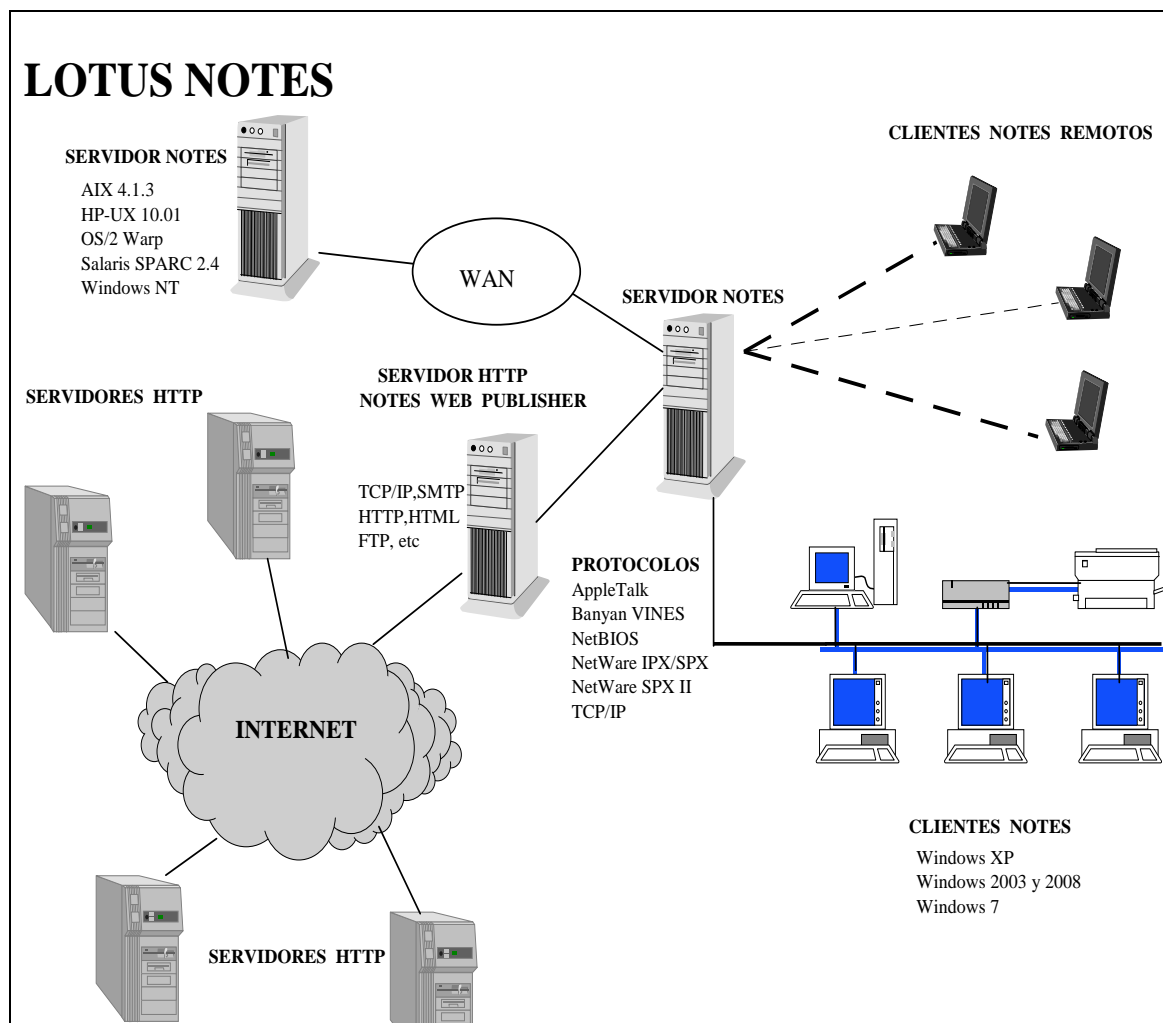 LOTUS NOTES
SERVIDOR NOTES
AIX 4.1.3
HP-UX 10.01
OS/2 Warp
Salaris SPARC 2.4
Windows NT
WAN
CLIENTES NOTES REMOTOS
SERVIDOR NOTES
SERVIDOR HTTP
NOTES WEB PUBLISHER
TCP/IP,SMTP
HTTP,HTML
FTP, etc
SERVIDORES HTTP
PROTOCOLOS
AppleTalk
Banyan VINES
NetBIOS
NetWare IPX/SPX
NetWare SPX II
TCP/IP
INTERNET
CLIENTES NOTES
Windows XP
Windows 2003 y 2008
Windows 7
SERVIDORES HTTP